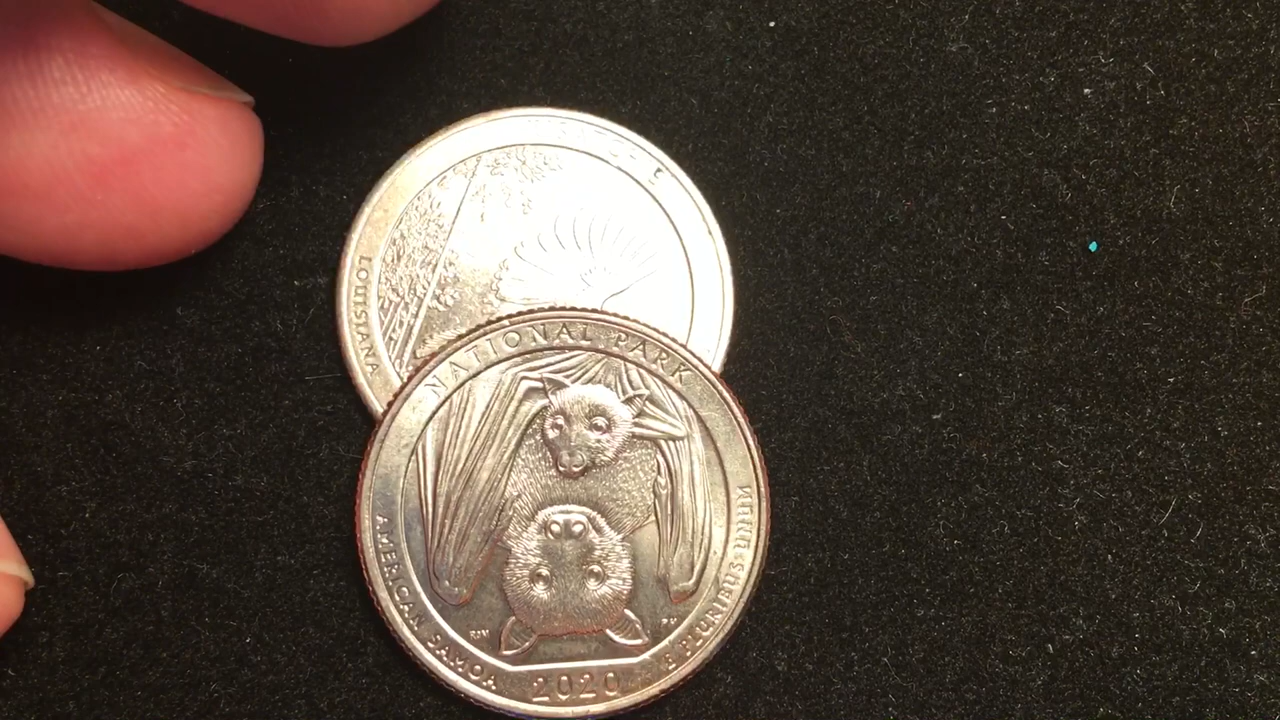 LOUISIANA
NATIONAL PARK
AMERICAN SAMOA
2020
E PLURIBUS UNUM